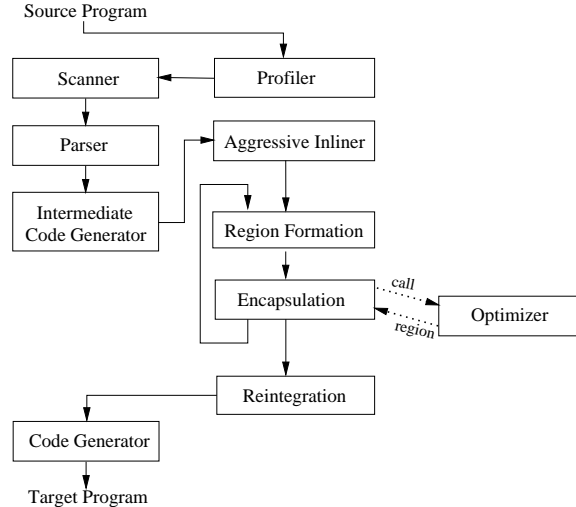 Source Program
Scanner
Profiler
Parser
Aggressive Inliner
Intermediate
Code Generator
Region Formation
Encapsulation
call
region
Optimizer
Reintegration
Code Generator
Target Program